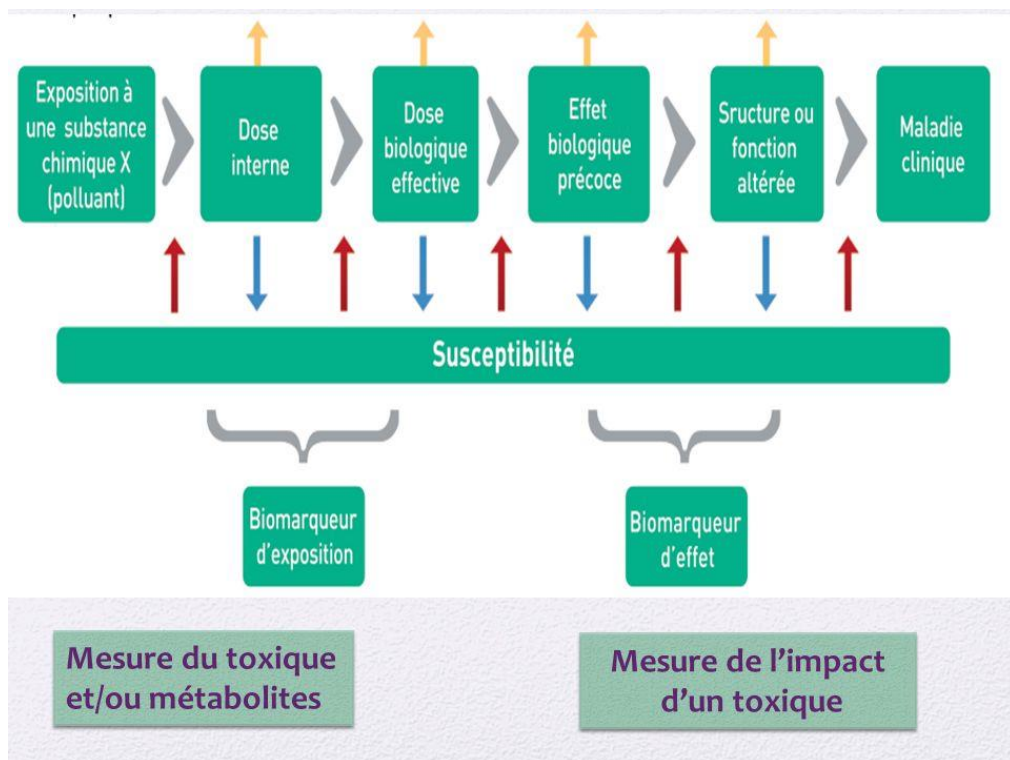 Exposition à
une substance
chimique X
(polluant)
Dose
interne
Dose
biologique
effective
Effet
biologique
précoce
Sructure ou
fonction
altérée
Maladie
clinique
Susceptibilité
Biomarqueur
d'exposition
Biomarqueur
d'effet
Mesure du toxique
et/ou métabolites
Mesure de l'impact
d'un toxique